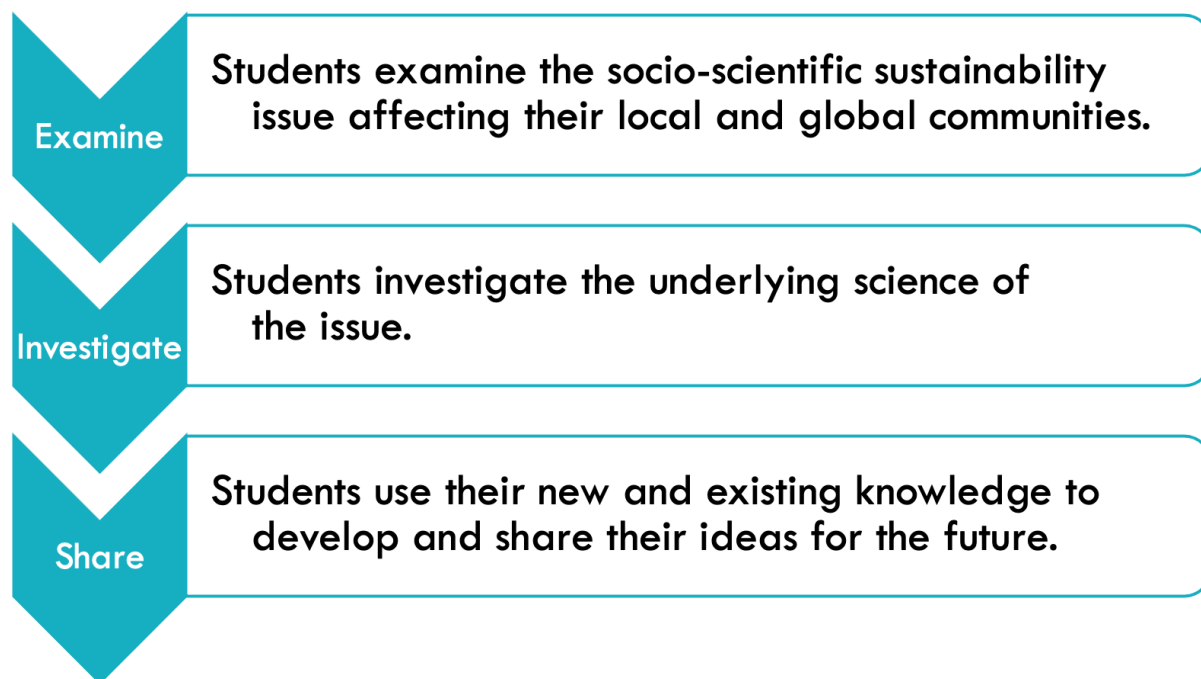 Examine
Students examine the socio-scientific sustainability
issue affecting their local and global communities.
Investigate
Students investigate the underlying science of
the issue.
Share
Students use their new and existing knowledge to
develop and share their ideas for the future.